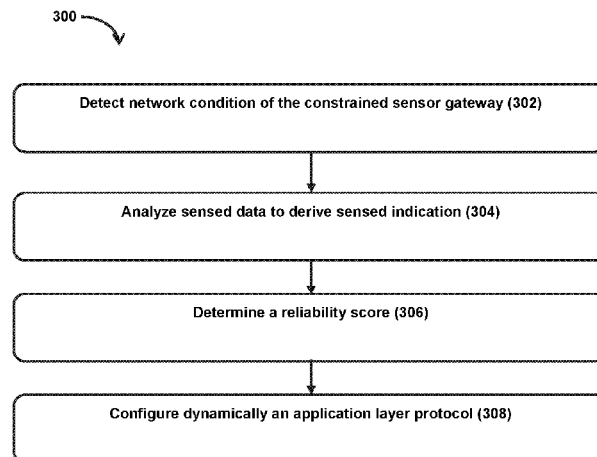 300
Detect network condition of the constrained sensor gateway (302)
Analyze sensed data to derive sensed indication (304)
Determine a reliability score (306)
Configure dynamically an application layer protocol (308)